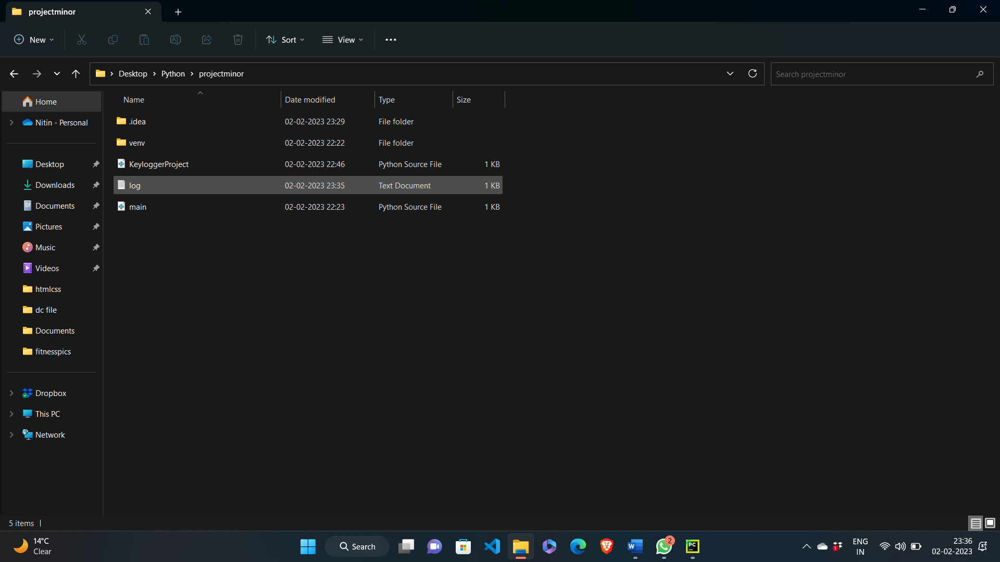 projectminor
New
Sort
View
Desktop
Python
projectminor
Search projectminor
Name
Date modified
Type
Size
Home
Nitin - Personal
Desktop
Downloads
Documents
Pictures
Music
Videos
htmlcss
dc file
Documents
fitnesspics
Dropbox
This PC
Network
.idea 02-02-2023 23:29 File folder
venv 02-02-2023 22:22 File folder
KeyloggerProject 02-02-2023 22:46 Python Source File 1 KB
log 02-02-2023 23:35 Text Document 1 KB
main 02-02-2023 22:23 Python Source File 1 KB
5 items
14°C
Clear
Search
W
2
PC
1
ENG
IN
23:36
02-02-2023